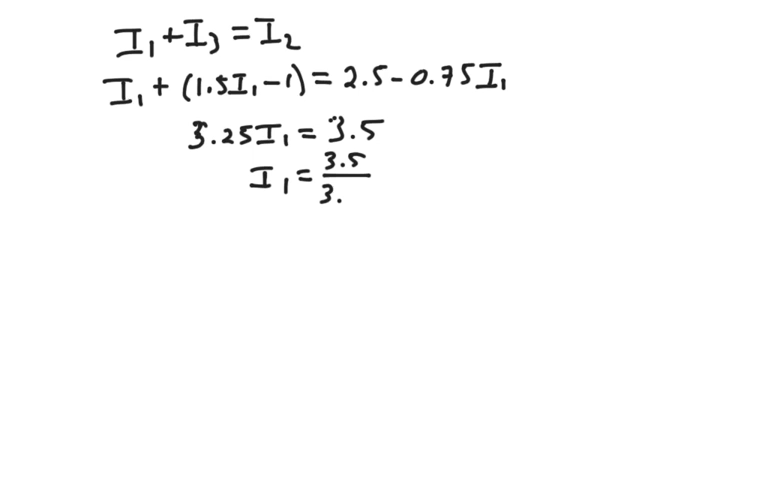 I₁ + I₃ = I₂
I₁ + (1.5I₁ - 1) = 2.5 - 0.75I₁
3.25I₁ = 3.5
I₁ = 3.5/3.